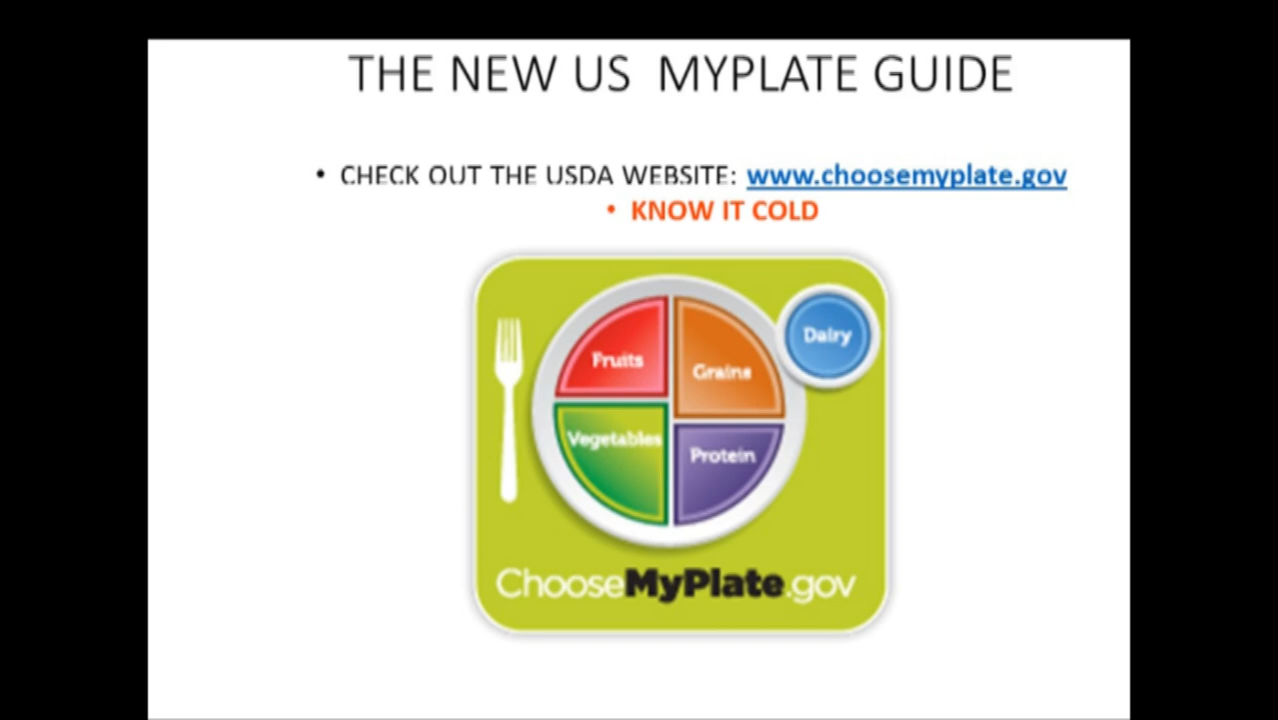 THE NEW US MYPLATE GUIDE
• CHECK OUT THE USDA WEBSITE: www.choosemyplate.gov
• KNOW IT COLD
Fruits
Grains
Dairy
Vegetables
Protein
ChooseMyPlate.gov